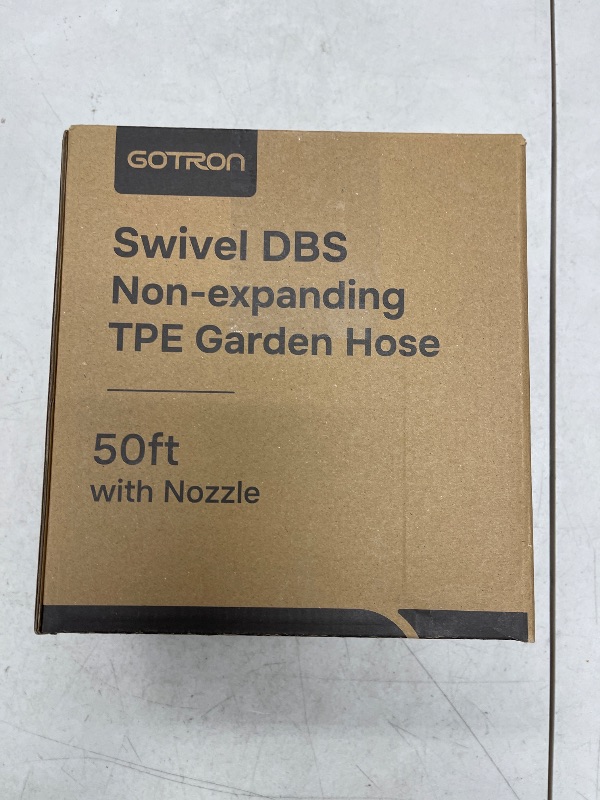 GOTRON
Swivel DBS
Non-expanding
TPE Garden Hose
50ft
with Nozzle